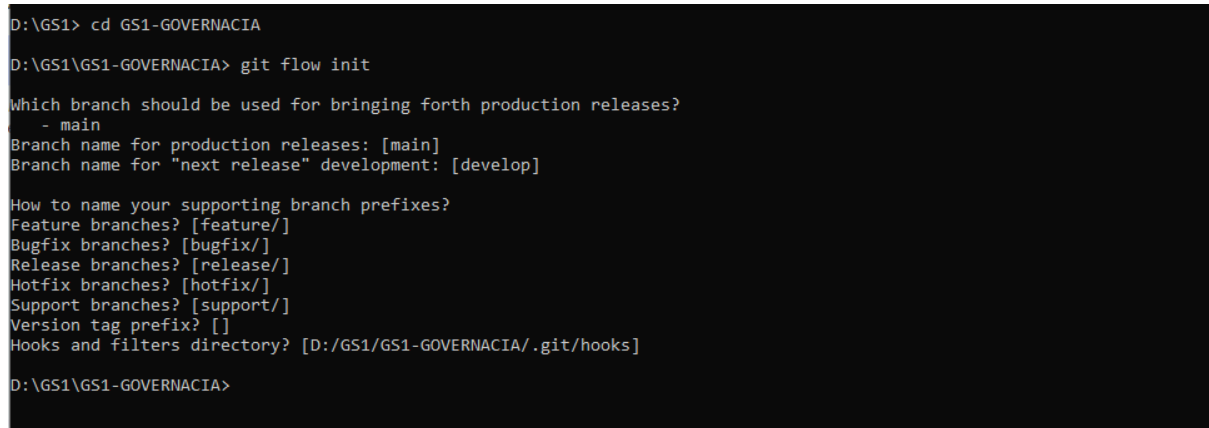 D:\GS1> cd GS1-GOVERNACIA
D:\GS1\GS1-GOVERNACIA> git flow init
Which branch should be used for bringing forth production releases?
- main
Branch name for production releases: [main]
Branch name for "next release" development: [develop]
How to name your supporting branch prefixes?
Feature branches? [feature/]
Bugfix branches? [bugfix/]
Release branches? [release/]
Hotfix branches? [hotfix/]
Support branches? [support/]
Version tag prefix? []
Hooks and filters directory? [D:/GS1/GS1-GOVERNACIA/.git/hooks]
D:\GS1\GS1-GOVERNACIA>